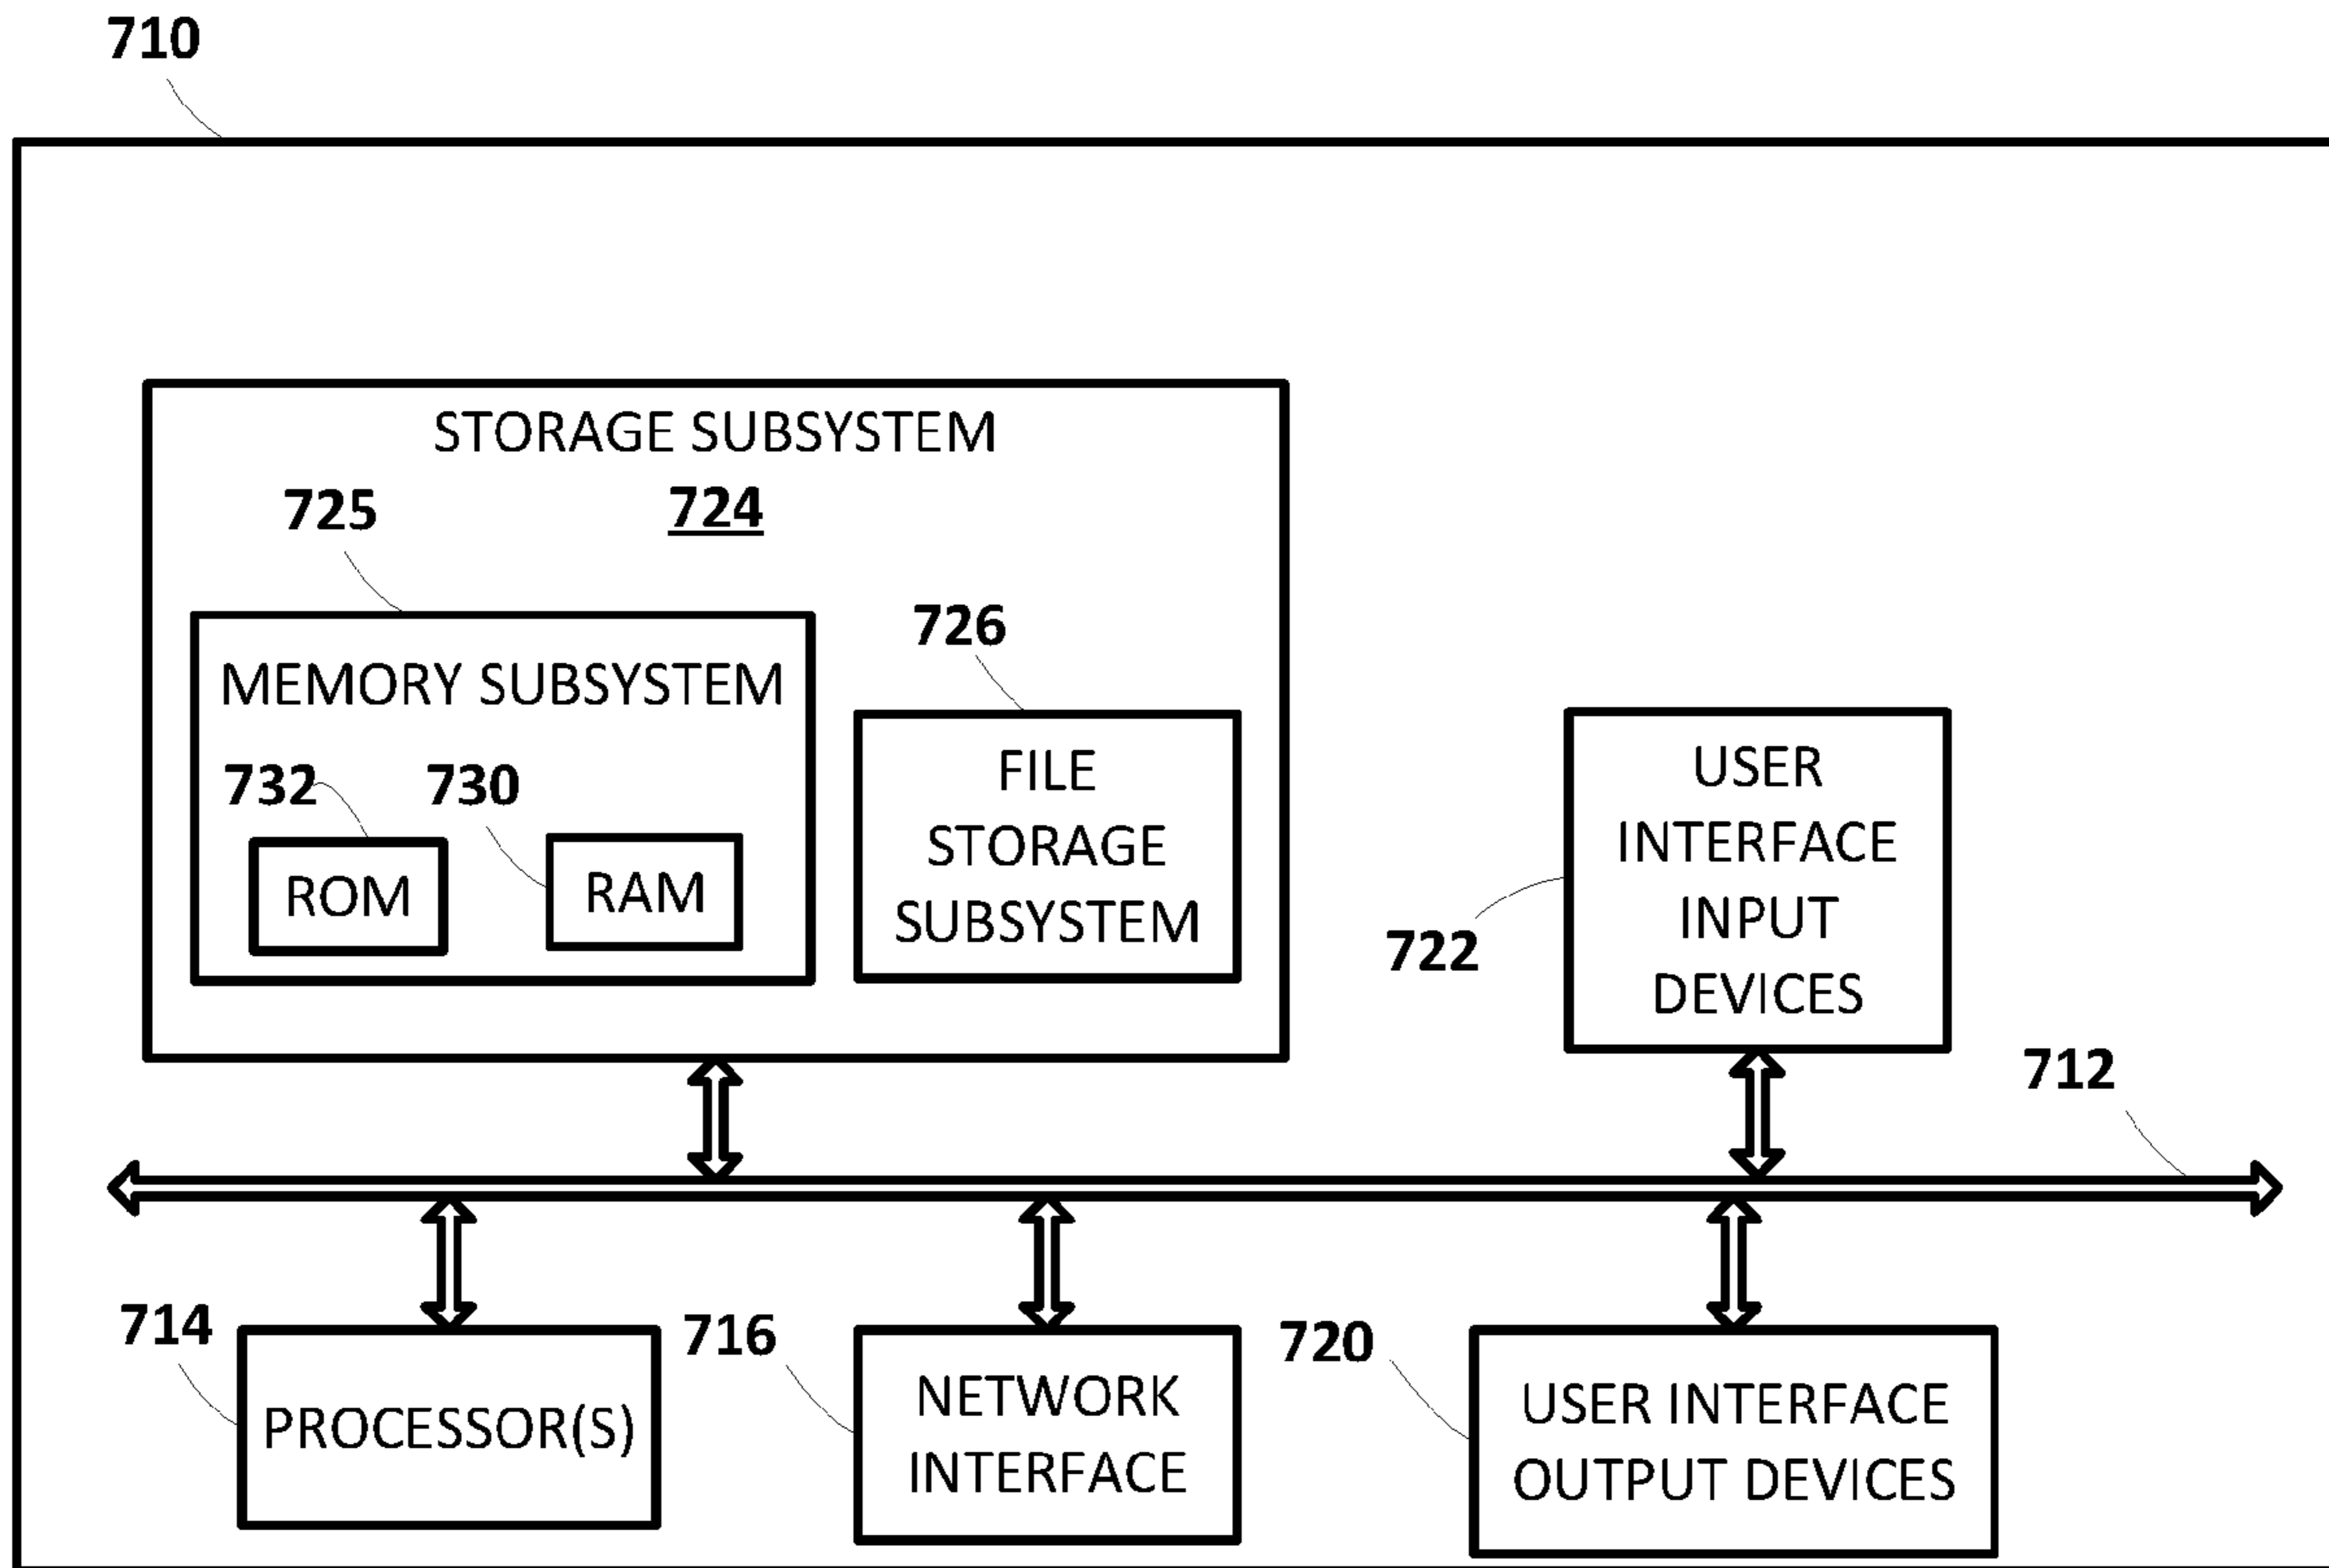 710
STORAGE SUBSYSTEM
724
725
MEMORY SUBSYSTEM
732
730
ROM
RAM
726
FILE
STORAGE
SUBSYSTEM
USER
INTERFACE
INPUT
DEVICES
722
712
714
PROCESSOR(S)
716
NETWORK
INTERFACE
720
USER INTERFACE
OUTPUT DEVICES